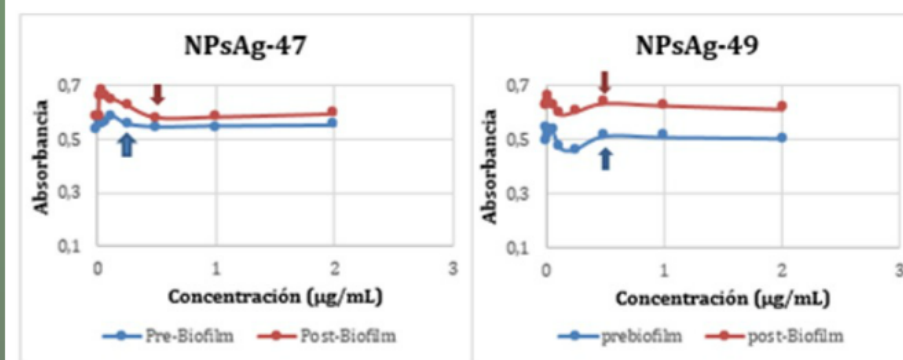 NPsAg-47
0,7
0,5
0,3
0,1
Absorbancia
0 1 2 3
Concentración (µg/mL)
Pre-Biofilm Post-Biofilm
NPsAg-49
0,7
0,5
0,3
0,1
Absorbancia
0 1 2 3
Concentración (µg/mL)
prebiofilm post-Biofilm